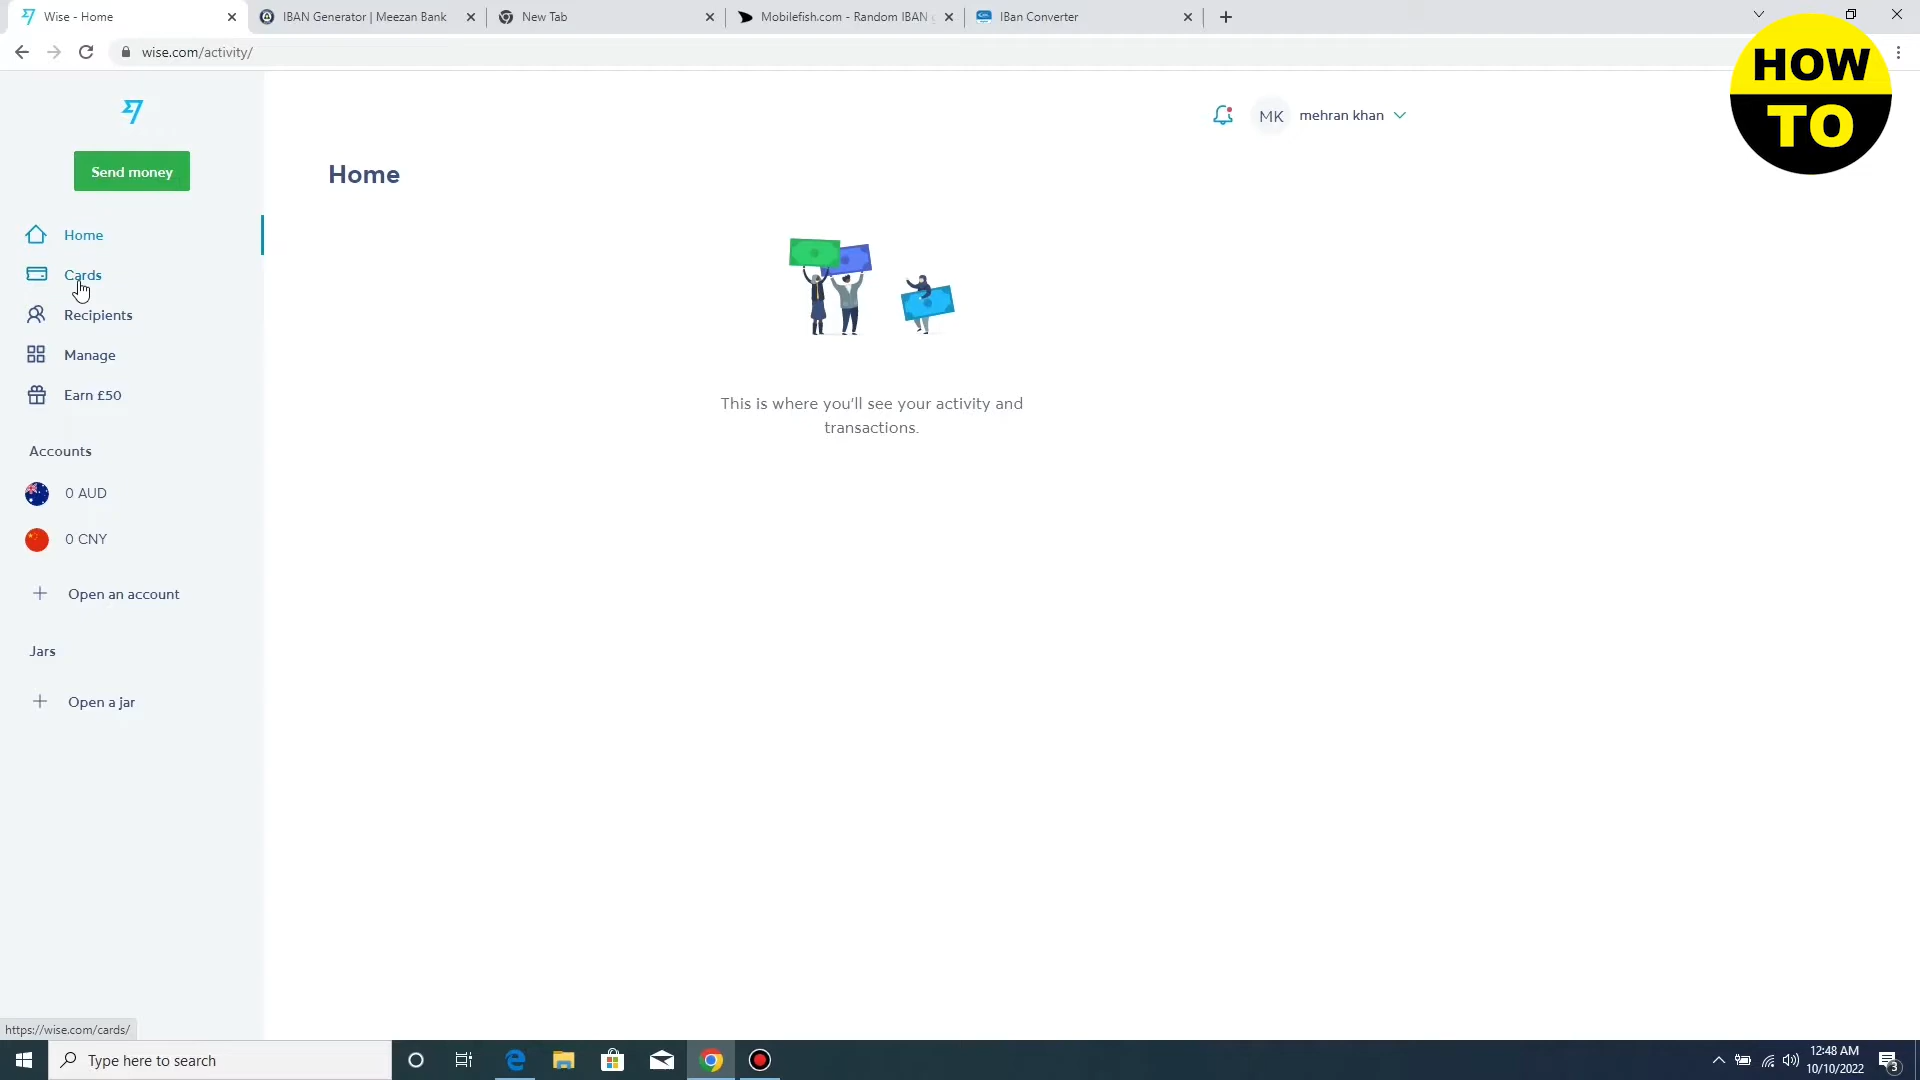 Wise - Home
IBAN Generator | Meezan Bank
New Tab
Mobilefish.com - Random IBAN
IBan Converter
wise.com/activity/
HOW
TO
MK
mehran khan
Send money
Home
Home
Cards
Recipients
Manage
Earn £50
This is where you'll see your activity and
transactions.
Accounts
0 AUD
0 CNY
Open an account
Jars
Open a jar
https://wise.com/cards/
Type here to search
12:48 AM
10/10/2022
3